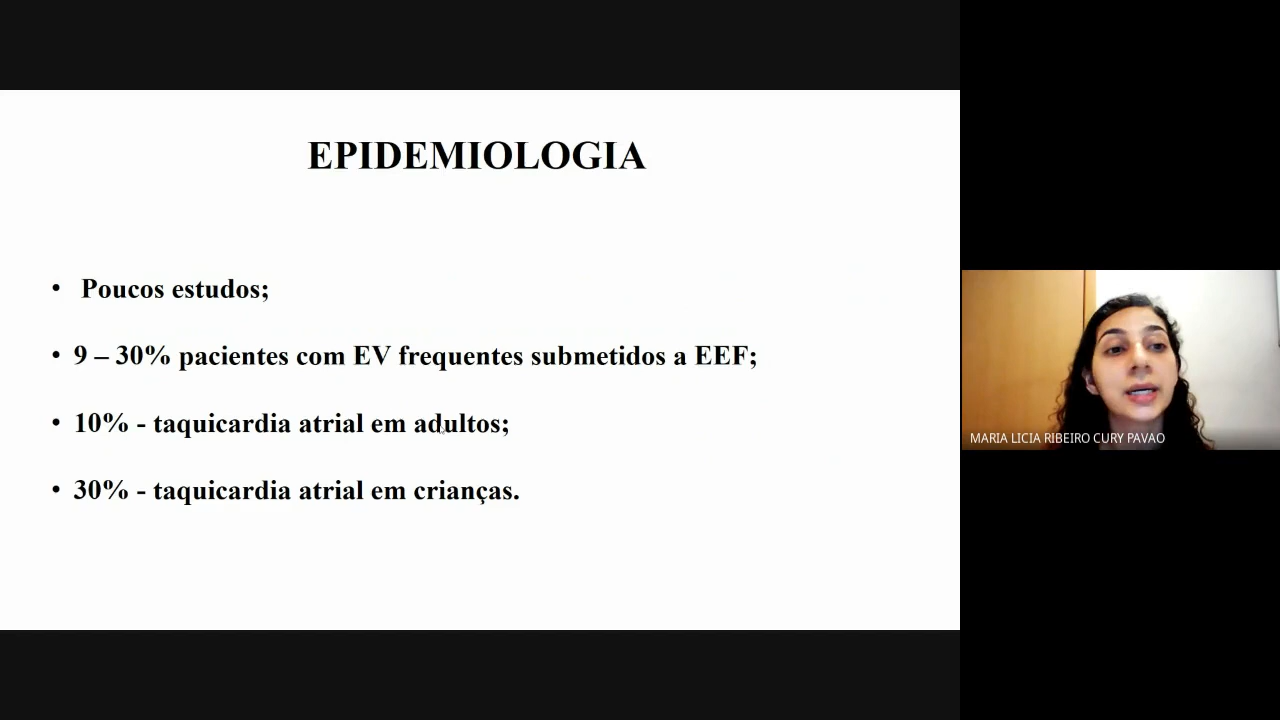 EPIDEMIOLOGIA
• Poucos estudos;
• 9 – 30% pacientes com EV frequentes submetidos a EEF;
• 10% - taquicardia atrial em adultos;
• 30% - taquicardia atrial em crianças.
MARIA LICIA RIBEIRO CURY PAVAO